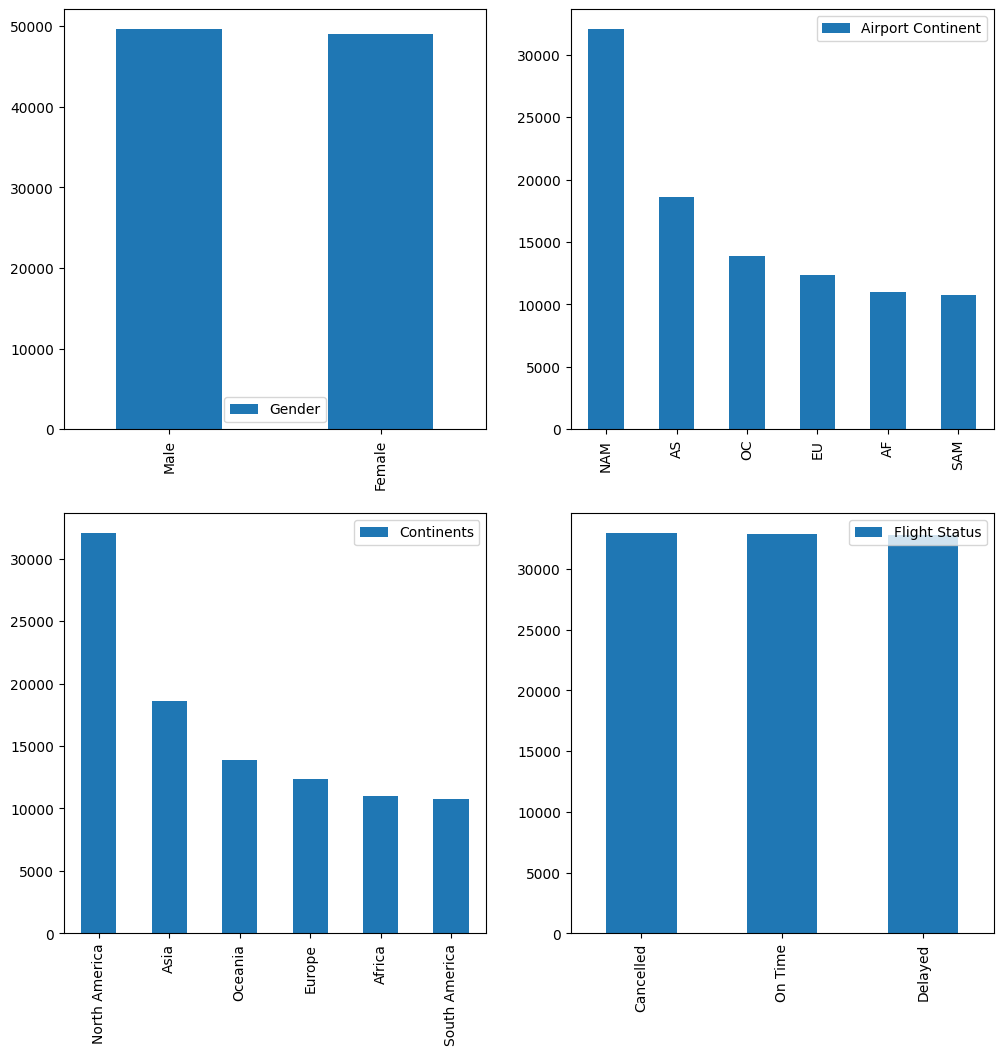 50000
40000
30000
20000
10000
0
Male
Female
Gender
30000
25000
20000
15000
10000
5000
0
NAM
AS
OC
EU
AF
SAM
Airport Continent
30000
25000
20000
15000
10000
5000
0
North America
Asia
Oceania
Europe
Africa
South America
Continents
30000
25000
20000
15000
10000
5000
0
Cancelled
On Time
Delayed
Flight Status